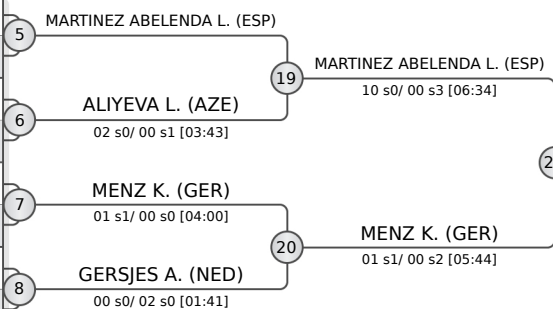 5
MARTINEZ ABELENDA L. (ESP)
19
MARTINEZ ABELENDA L. (ESP)
10 s0/ 00 s3 [06:34]
6
ALIYEVA L. (AZE)
02 s0/ 00 s1 [03:43]
7
MENZ K. (GER)
01 s1/ 00 s0 [04:00]
20
MENZ K. (GER)
01 s1/ 00 s2 [05:44]
8
GERSJES A. (NED)
00 s0/ 02 s0 [01:41]